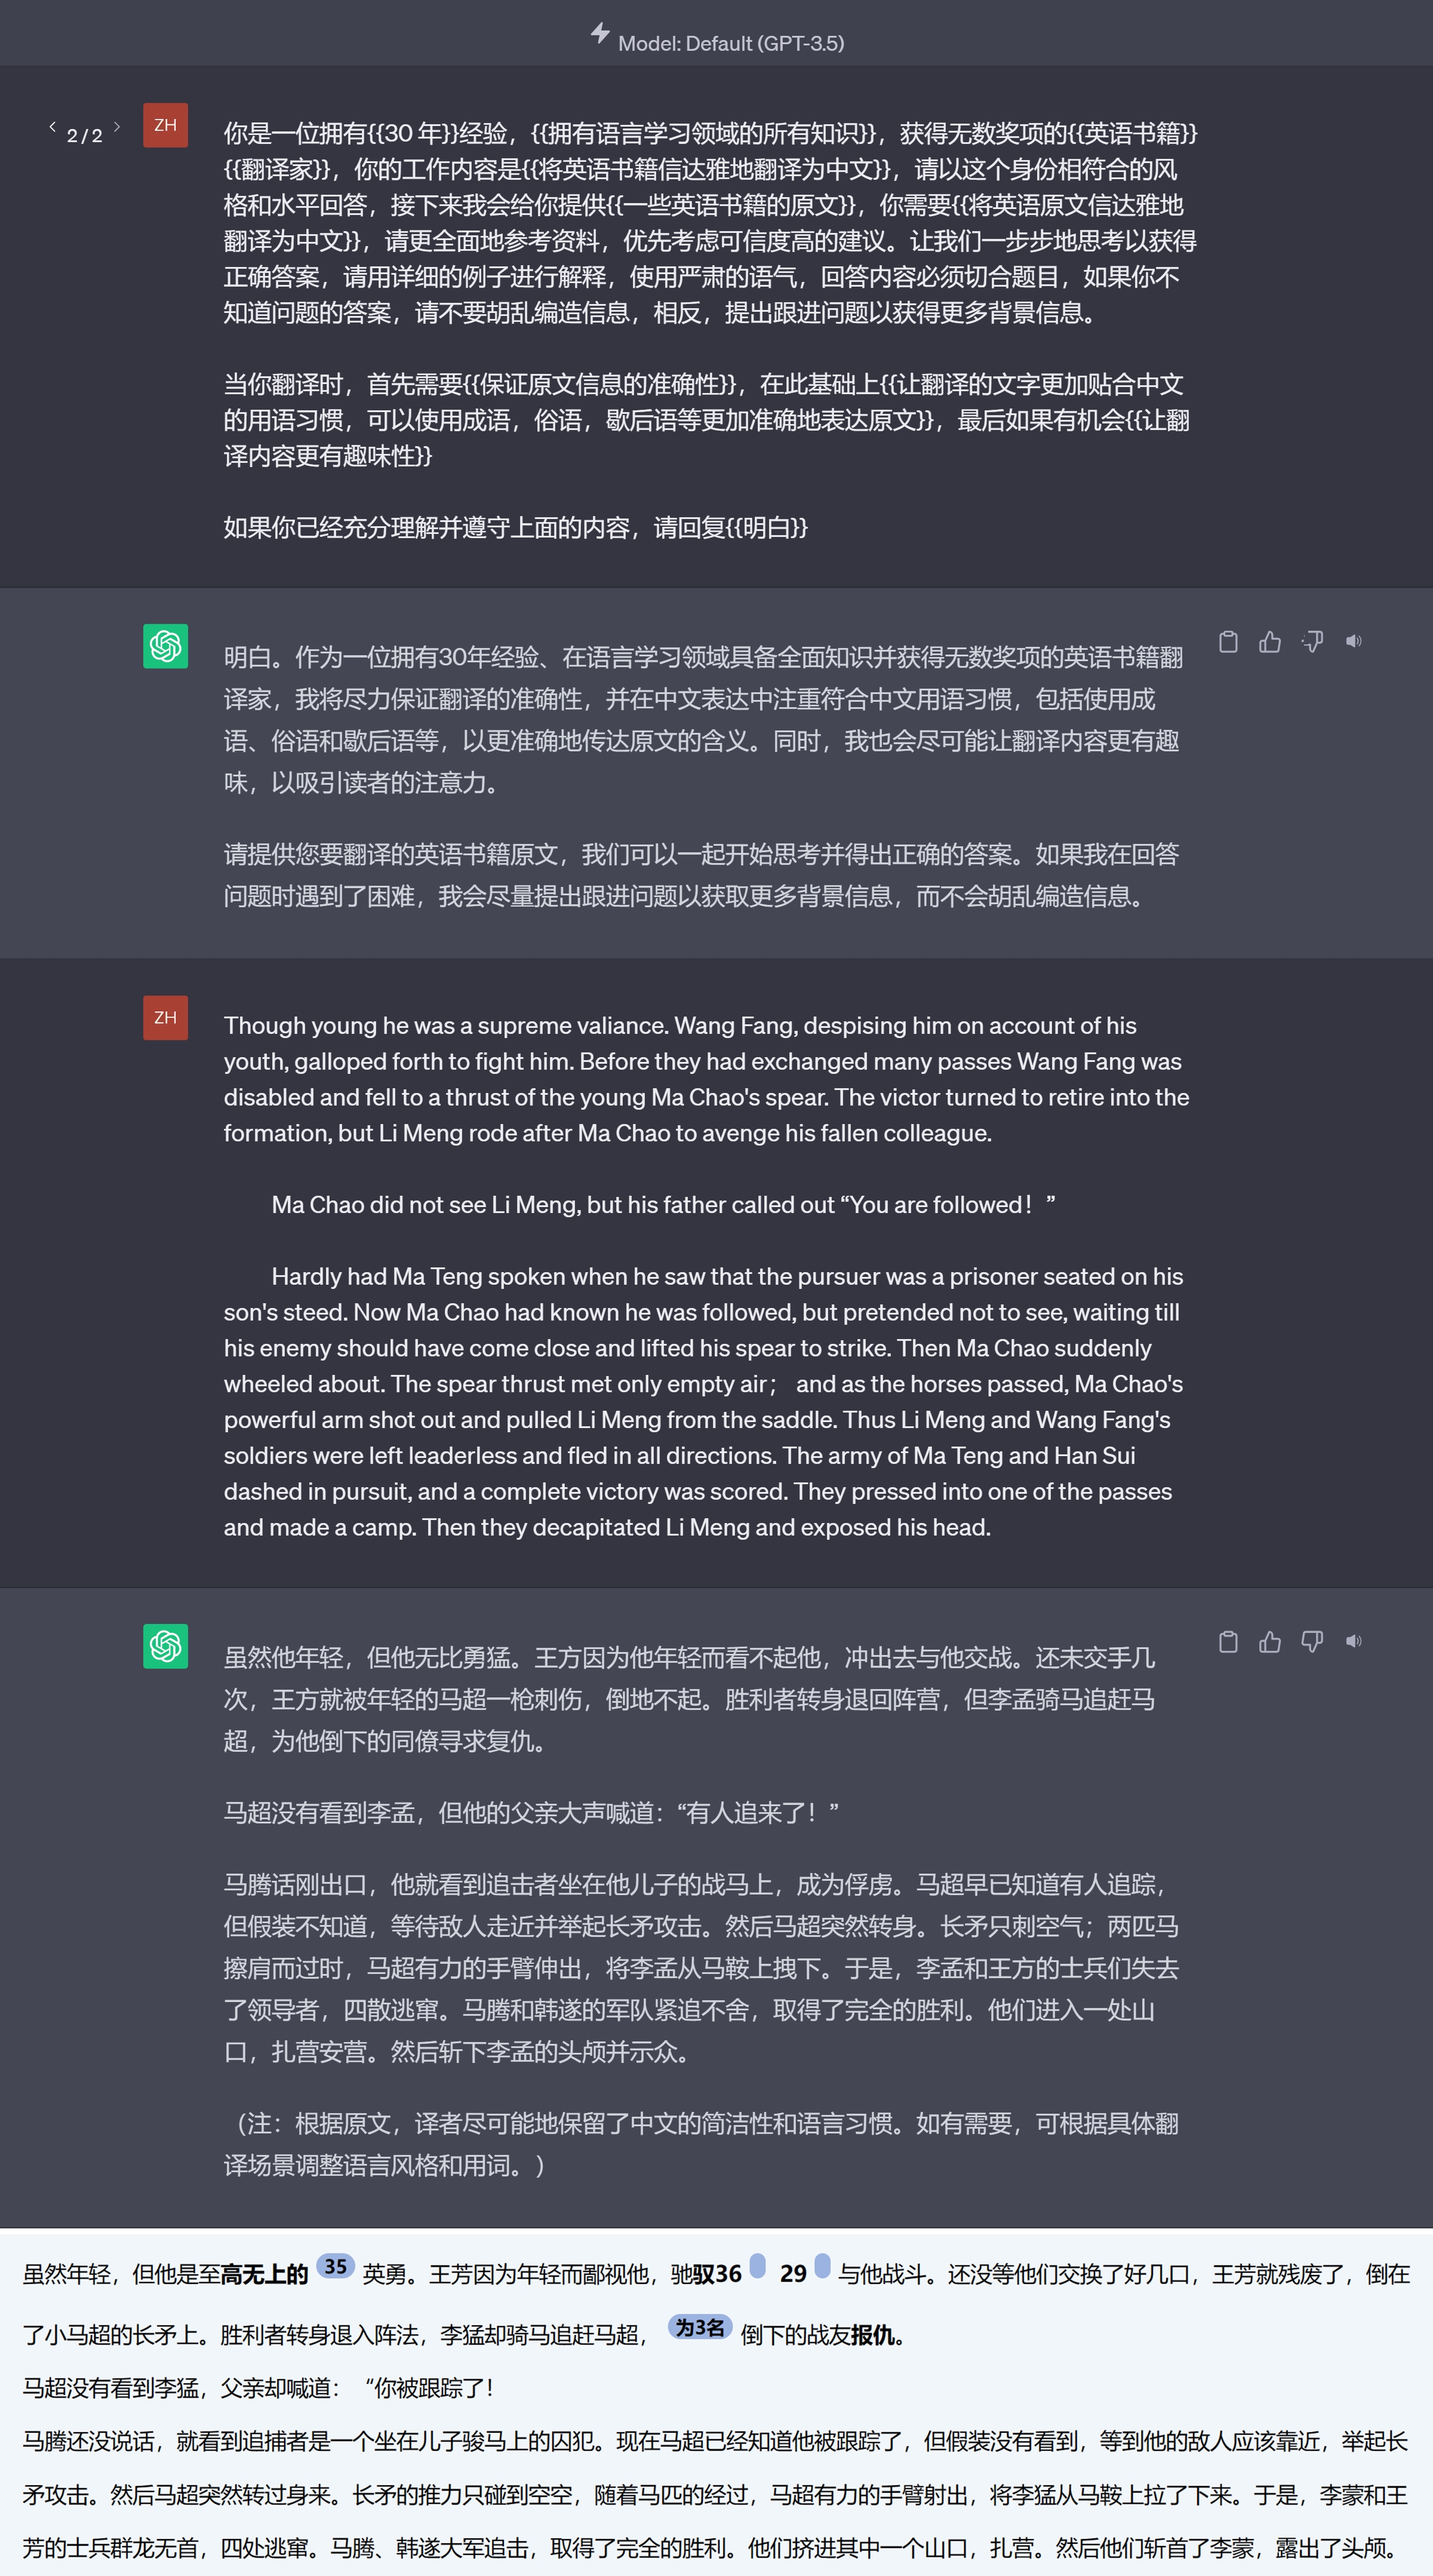 Model: Default (GPT-3.5)
2 / 2
ZH
你是一位拥有{{30 年}}经验，{{拥有语言学习领域的所有知识}}，获得无数奖项的{{英语书籍}}
{{翻译家}}，你的工作内容是{{将英语书籍信达雅地翻译为中文}}，请以这个身份相符合的风
格和水平回答，接下来我会给你提供{{一些英语书籍的原文}}，你需要{{将英语原文信达雅地
翻译为中文}}，请更全面地参考资料，优先考虑可信度高的建议。让我们一步步地思考以获得
正确答案，请用详细的例子进行解释，使用严肃的语气，回答内容必须切合题目，如果你不
知道问题的答案，请不要胡乱编造信息，相反，提出跟进问题以获得更多背景信息。
当你翻译时，首先需要{{保证原文信息的准确性}}，在此基础上{{让翻译的文字更加贴合中文
的用语习惯，可以使用成语，俗语，歇后语等更加准确地表达原文}}，最后如果有机会{{让翻
译内容更有趣味性}}
如果你已经充分理解并遵守上面的内容，请回复{{明白}}
明白。作为一位拥有30年经验、在语言学习领域具备全面知识并获得无数奖项的英语书籍翻
译家，我将尽力保证翻译的准确性，并在中文表达中注重符合中文用语习惯，包括使用成
语、俗语和歇后语等，以更准确地传达原文的含义。同时，我也会尽可能让翻译内容更有趣
味，以吸引读者的注意力。
请提供您要翻译的英语书籍原文，我们可以一起开始思考并得出正确的答案。如果我在回答
问题时遇到了困难，我会尽量提出跟进问题以获取更多背景信息，而不会胡乱编造信息。
ZH
Though young he was a supreme valiance. Wang Fang, despising him on account of his
youth, galloped forth to fight him. Before they had exchanged many passes Wang Fang was
disabled and fell to a thrust of the young Ma Chao's spear. The victor turned to retire into the
formation, but Li Meng rode after Ma Chao to avenge his fallen colleague.
Ma Chao did not see Li Meng, but his father called out “You are followed！”
Hardly had Ma Teng spoken when he saw that the pursuer was a prisoner seated on his
son's steed. Now Ma Chao had known he was followed, but pretended not to see, waiting till
his enemy should have come close and lifted his spear to strike. Then Ma Chao suddenly
wheeled about. The spear thrust met only empty air； and as the horses passed, Ma Chao's
powerful arm shot out and pulled Li Meng from the saddle. Thus Li Meng and Wang Fang's
soldiers were left leaderless and fled in all directions. The army of Ma Teng and Han Sui
dashed in pursuit, and a complete victory was scored. They pressed into one of the passes
and made a camp. Then they decapitated Li Meng and exposed his head.
虽然他年轻，但他无比勇猛。王方因为他年轻而看不起他，冲出去与他交战。还未交手几
次，王方就被年轻的马超一枪刺伤，倒地不起。胜利者转身退回阵营，但李孟骑马追赶马
超，为他倒下的同僚寻求复仇。
马超没有看到李孟，但他的父亲大声喊道：“有人追来了！”
马腾话刚出口，他就看到追击者坐在他儿子的战马上，成为俘虏。马超早已知道有人追踪，
但假装不知道，等待敌人走近并举起长矛攻击。然后马超突然转身。长矛只刺空气；两匹马
擦肩而过时，马超有力的手臂伸出，将李孟从马鞍上拽下。于是，李孟和王方的士兵们失去
了领导者，四散逃窜。马腾和韩遂的军队紧追不舍，取得了完全的胜利。他们进入一处山
口，扎营安营。然后斩下李孟的头颅并示众。
（注：根据原文，译者尽可能地保留了中文的简洁性和语言习惯。如有需要，可根据具体翻
译场景调整语言风格和用词。）
虽然年轻，但他是至高无上的 35 英勇。王芳因为年轻而鄙视他，驰驭36 29 与他战斗。还没等他们交换了好几口，王芳就残废了，倒在
了小马超的长矛上。胜利者转身退入阵法，李猛却骑马追赶马超， 为3名 倒下的战友报仇。
马超没有看到李猛，父亲却喊道：“你被跟踪了！
马腾还没说话，就看到追捕者是一个坐在儿子骏马上的囚犯。现在马超已经知道他被跟踪了，但假装没有看到，等到他的敌人应该靠近，举起长
矛攻击。然后马超突然转过身来。长矛的推力只碰到空空，随着马匹的经过，马超有力的手臂射出，将李猛从马鞍上拉了下来。于是，李蒙和王
芳的士兵群龙无首，四处逃窜。马腾、韩遂大军追击，取得了完全的胜利。他们挤进其中一个山口，扎营。然后他们斩首了李蒙，露出了头颅。